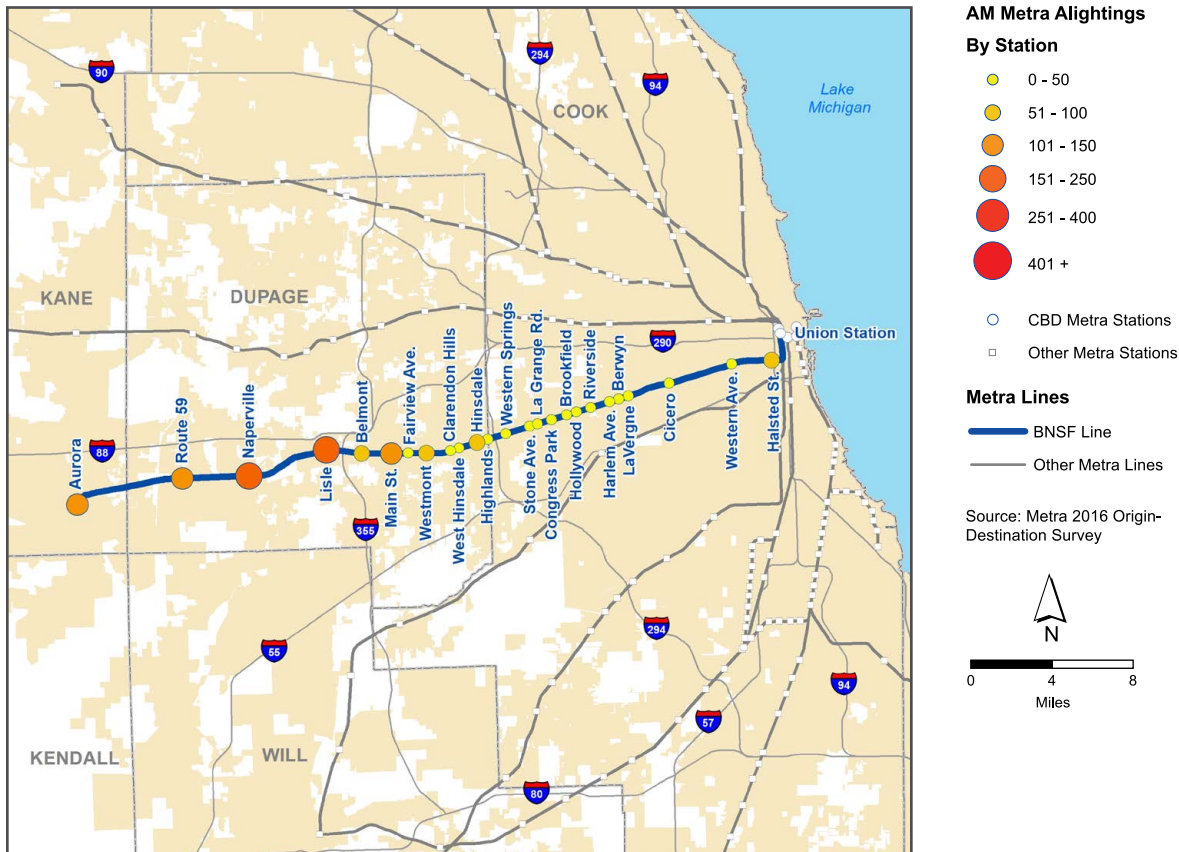 90
294
94
COOK
Lake
Michigan
KANE
DUPAGE
290
Union Station
88
355
Aurora
Route 59
Naperville
Lisle
Belmont
Main St.
Fairview Ave.
Westmont
Clarendon Hills
West Hinsdale
Hinsdale
Highlands
Western Springs
Stone Ave.
La Grange Rd.
Congress Park
Brookfield
Hollywood
Riverside
Harlem Ave.
Berwyn
LaVergne
Cicero
Western Ave.
Halsted St.
55
294
94
57
KENDALL
WILL
80
AM Metra Alightings
By Station
0 - 50
51 - 100
101 - 150
151 - 250
251 - 400
401 +
CBD Metra Stations
Other Metra Stations
Metra Lines
BNSF Line
Other Metra Lines
Source: Metra 2016 Origin-
Destination Survey
N
0 4 8
Miles